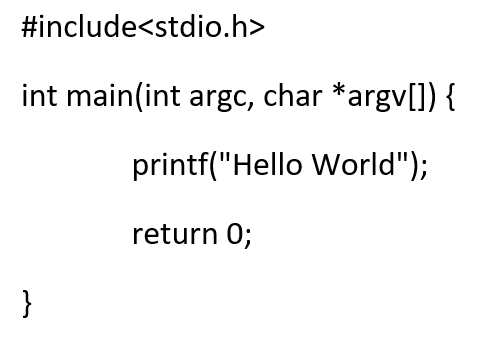 #include<stdio.h>
int main(int argc, char *argv[]) {
printf("Hello World");
return 0;
}